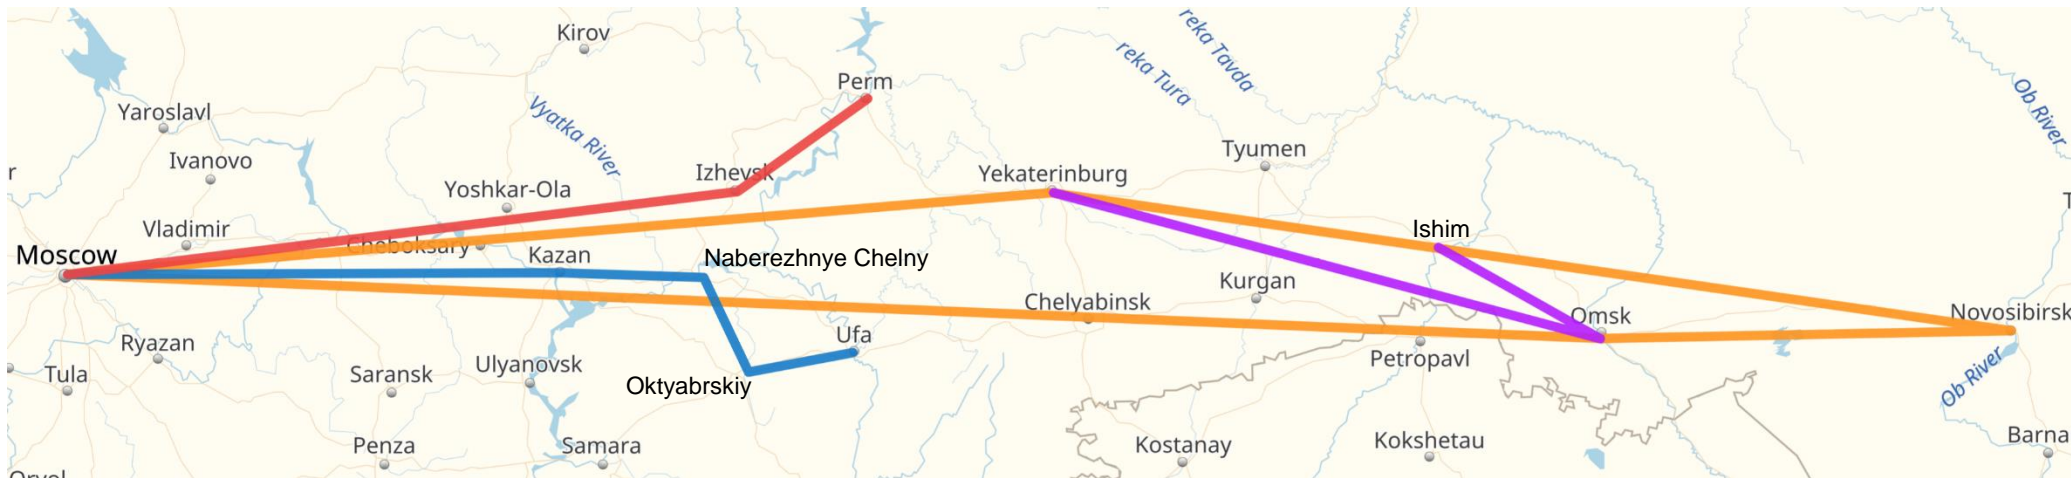 Kirov
reka Tavda
reka Tura
Perm
Ob River
Yaroslavl
Vyatka River
Tyumen
Ivanovo
r
Izhevsk
Yekaterinburg
Yoshkar-Ola
T
Vladimir
Ishim
Moscow
Cheboksary
Kazan
Naberezhnye Chelny
Kurgan
Chelyabinsk
Novosibirsk
Omsk
Ufa
Ryazan
Petropavl
Ulyanovsk
Tula
Saransk
Oktyabrskiy
Ob River
Penza
Samara
Kostanay
Kokshetau
Barna